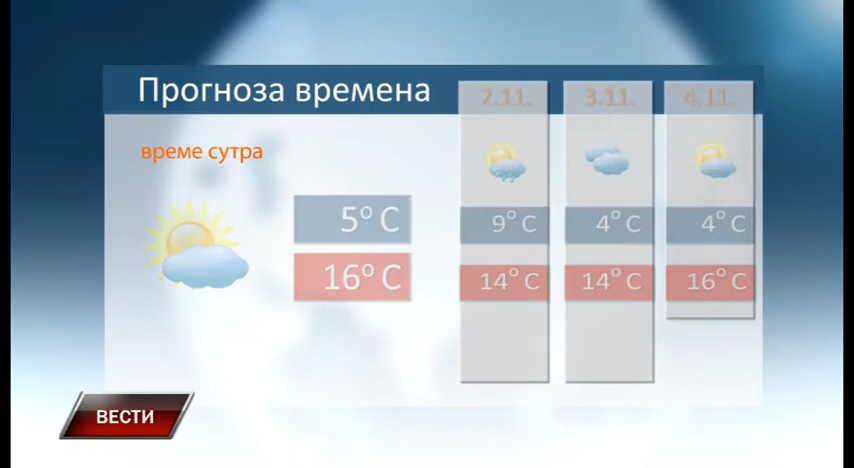 Прогноза времена
2.11. 3.11. 4.11.
време сутра
5° C 9° C 4° C 4° C
16° C 14° C 14° C 16° C
ВЕСТИ